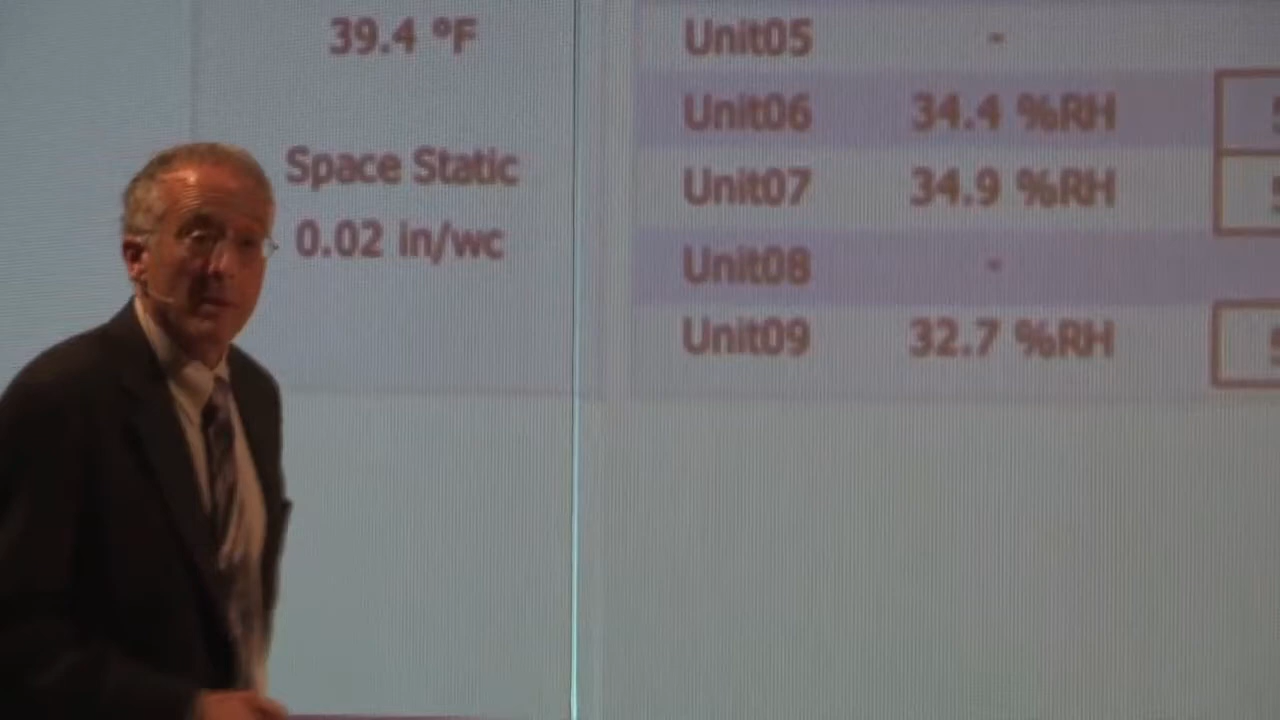 39.4 °F
Space Static
0.02 in/wc
Unit05 -
Unit06 34.4 %RH
Unit07 34.9 %RH
Unit08 -
Unit09 32.7 %RH